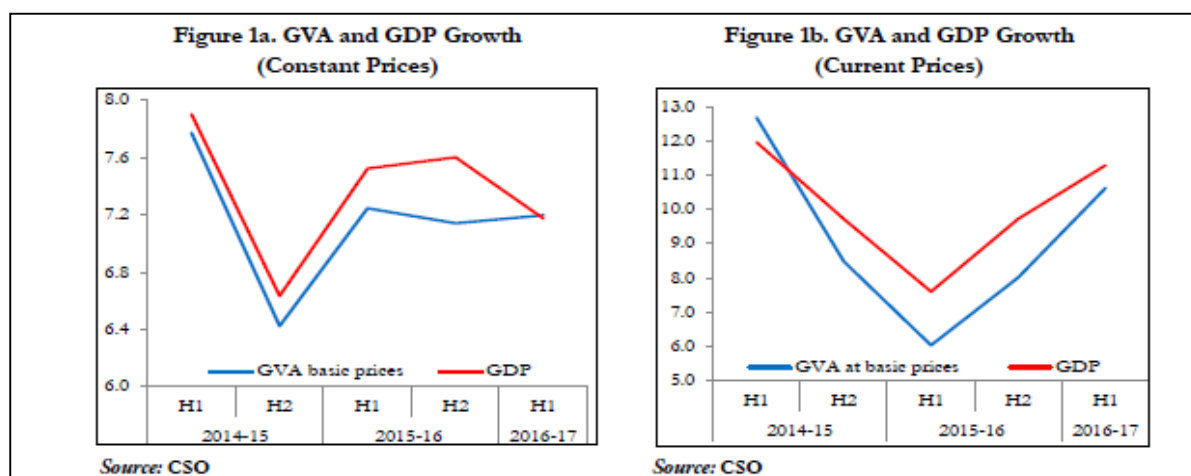 Figure 1a. GVA and GDP Growth
(Constant Prices)
8.0
7.6
7.2
6.8
6.4
6.0
GVA basic prices
GDP
H1 H2 H1 H2 H1
2014-15 2015-16 2016-17
Source: CSO
Figure 1b. GVA and GDP Growth
(Current Prices)
13.0
12.0
11.0
10.0
9.0
8.0
7.0
6.0
5.0
GVA at basic prices
GDP
H1 H2 H1 H2 H1
2014-15 2015-16 2016-17
Source: CSO